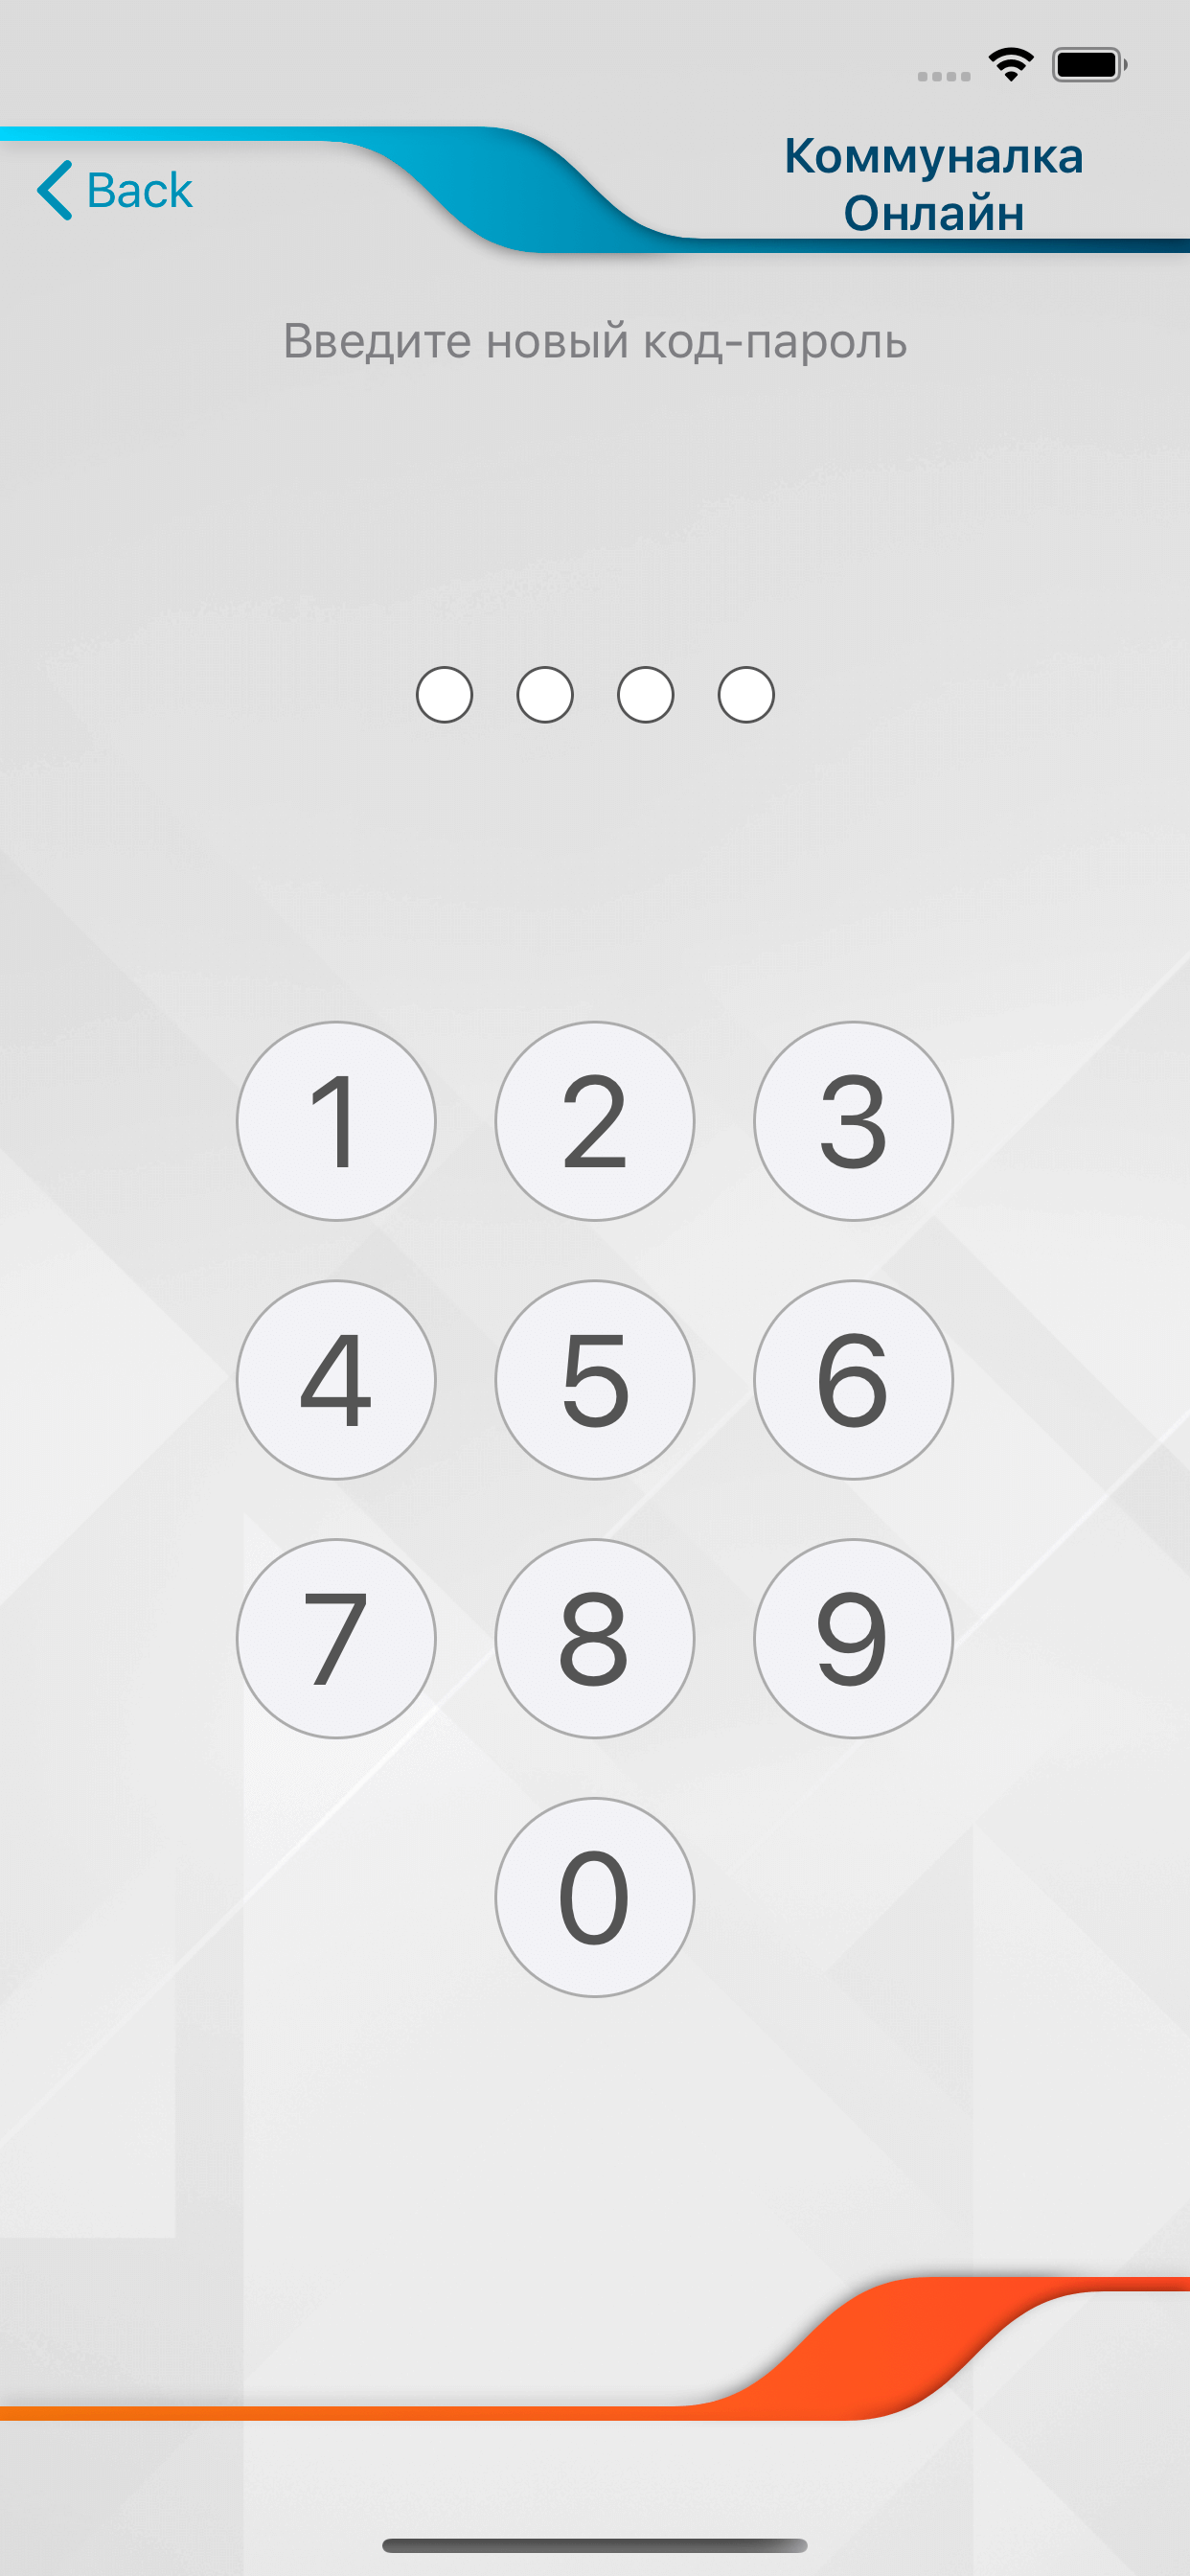 Коммуналка
Онлайн
Back
Введите новый код-пароль
1 2 3
4 5 6
7 8 9
0